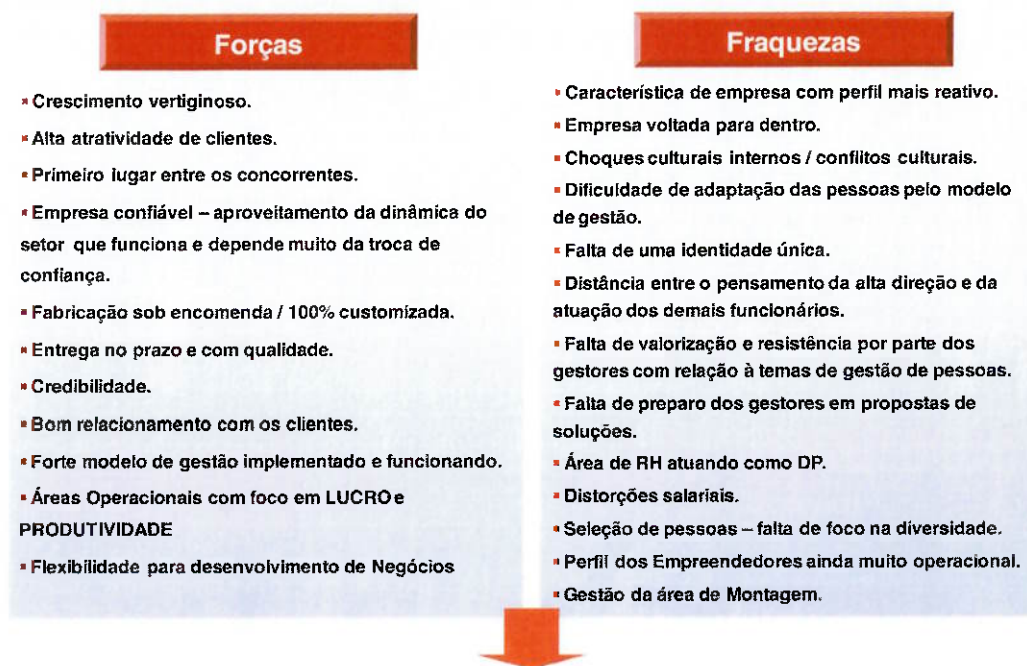 Forças
▪ Crescimento vertiginoso.
▪ Alta atratividade de clientes.
▪ Primeiro lugar entre os concorrentes.
▪ Empresa confiável – aproveitamento da dinâmica do
setor que funciona e depende muito da troca de
confiança.
▪ Fabricação sob encomenda / 100% customizada.
▪ Entrega no prazo e com qualidade.
▪ Credibilidade.
▪ Bom relacionamento com os clientes.
▪ Forte modelo de gestão implementado e funcionando.
▪ Áreas Operacionais com foco em LUCRO e
PRODUTIVIDADE
▪ Flexibilidade para desenvolvimento de Negócios
Fraquezas
▪ Característica de empresa com perfil mais reativo.
▪ Empresa voltada para dentro.
▪ Choques culturais internos / conflitos culturais.
▪ Dificuldade de adaptação das pessoas pelo modelo
de gestão.
▪ Falta de uma identidade única.
▪ Distância entre o pensamento da alta direção e da
atuação dos demais funcionários.
▪ Falta de valorização e resistência por parte dos
gestores com relação à temas de gestão de pessoas.
▪ Falta de preparo dos gestores em propostas de
soluções.
▪ Área de RH atuando como DP.
▪ Distorções salariais.
▪ Seleção de pessoas – falta de foco na diversidade.
▪ Perfil dos Empreendedores ainda muito operacional.
▪ Gestão da área de Montagem.